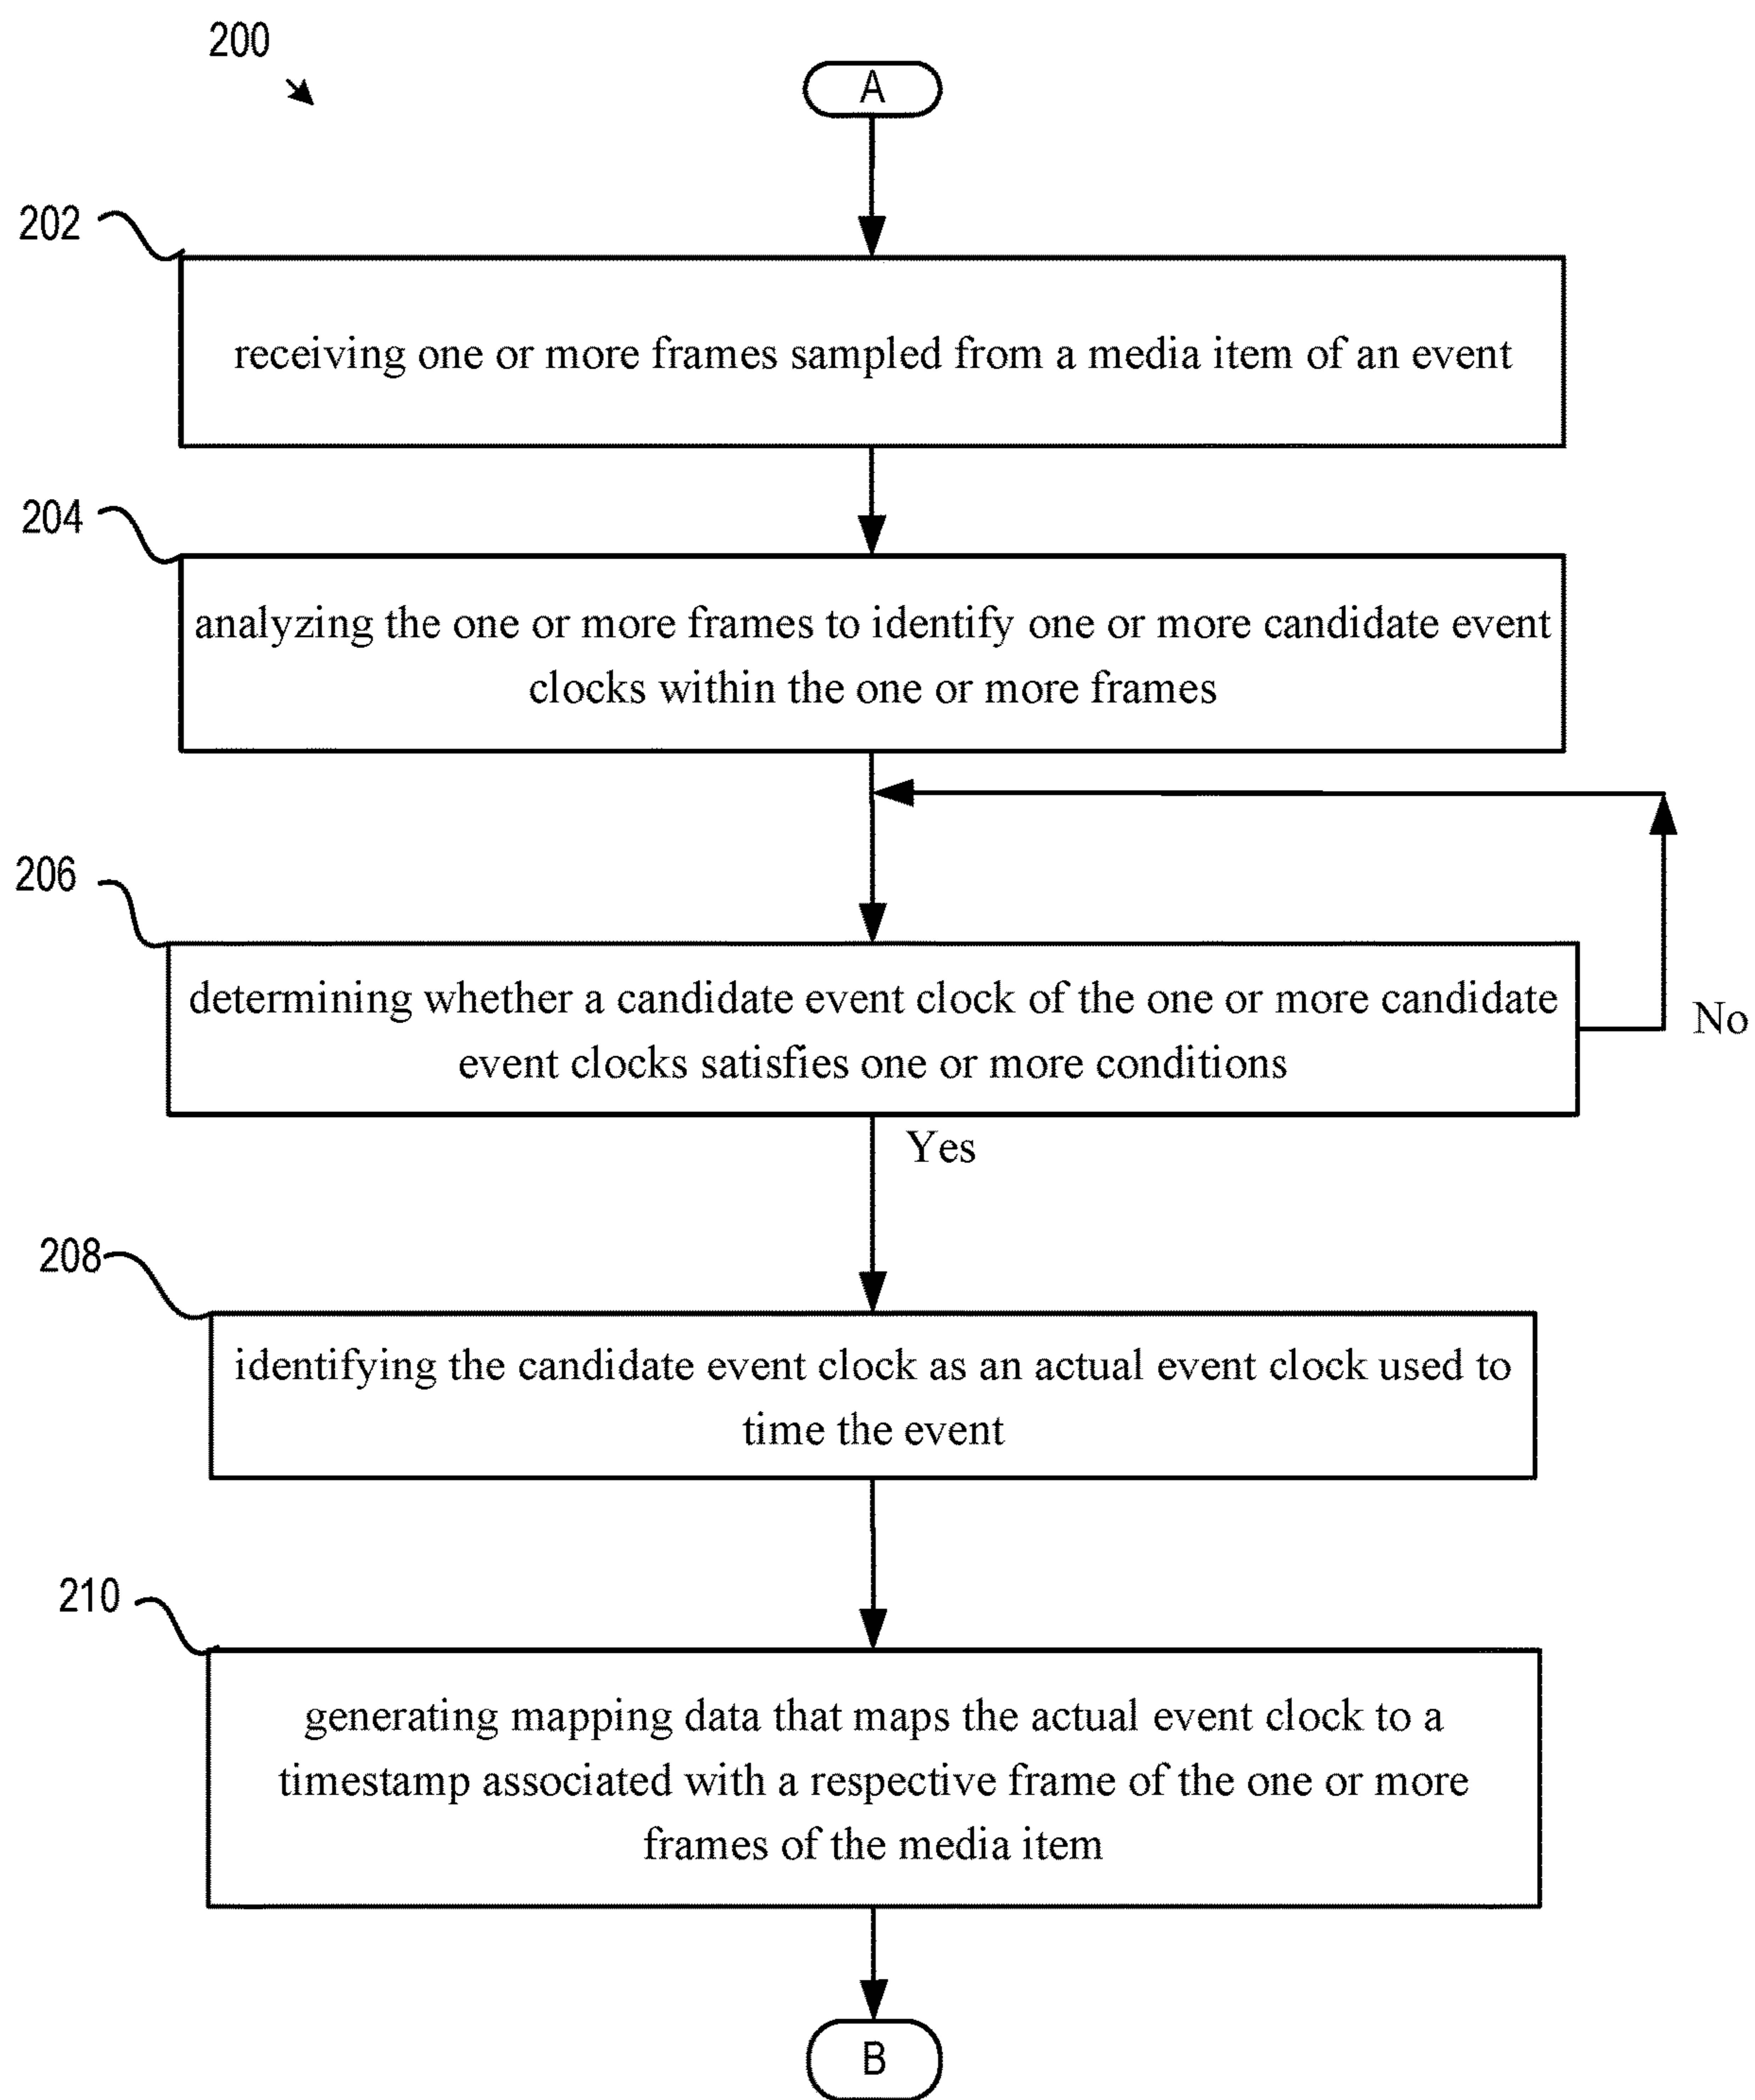 200
A
202
receiving one or more frames sampled from a media item of an event
204
analyzing the one or more frames to identify one or more candidate event
clocks within the one or more frames
206
determining whether a candidate event clock of the one or more candidate
event clocks satisfies one or more conditions
No
Yes
208
identifying the candidate event clock as an actual event clock used to
time the event
210
generating mapping data that maps the actual event clock to a
timestamp associated with a respective frame of the one or more
frames of the media item
B